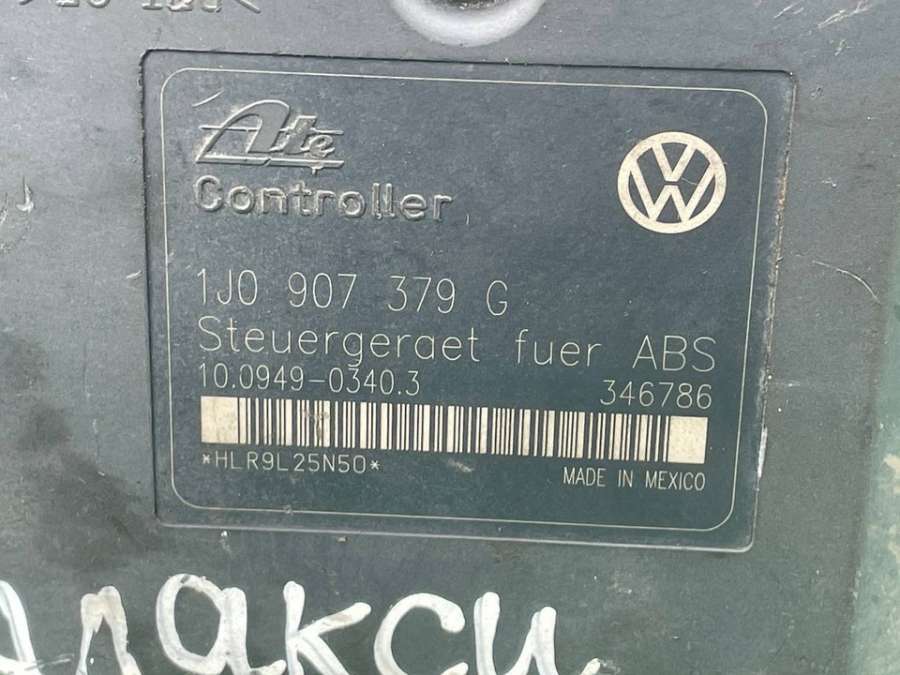 Ate
Controller
1J0 907 379 G
Steuergeraet fuer ABS
10.0949-0340.3 346786
*HLR9L25N50*
MADE IN MEXICO